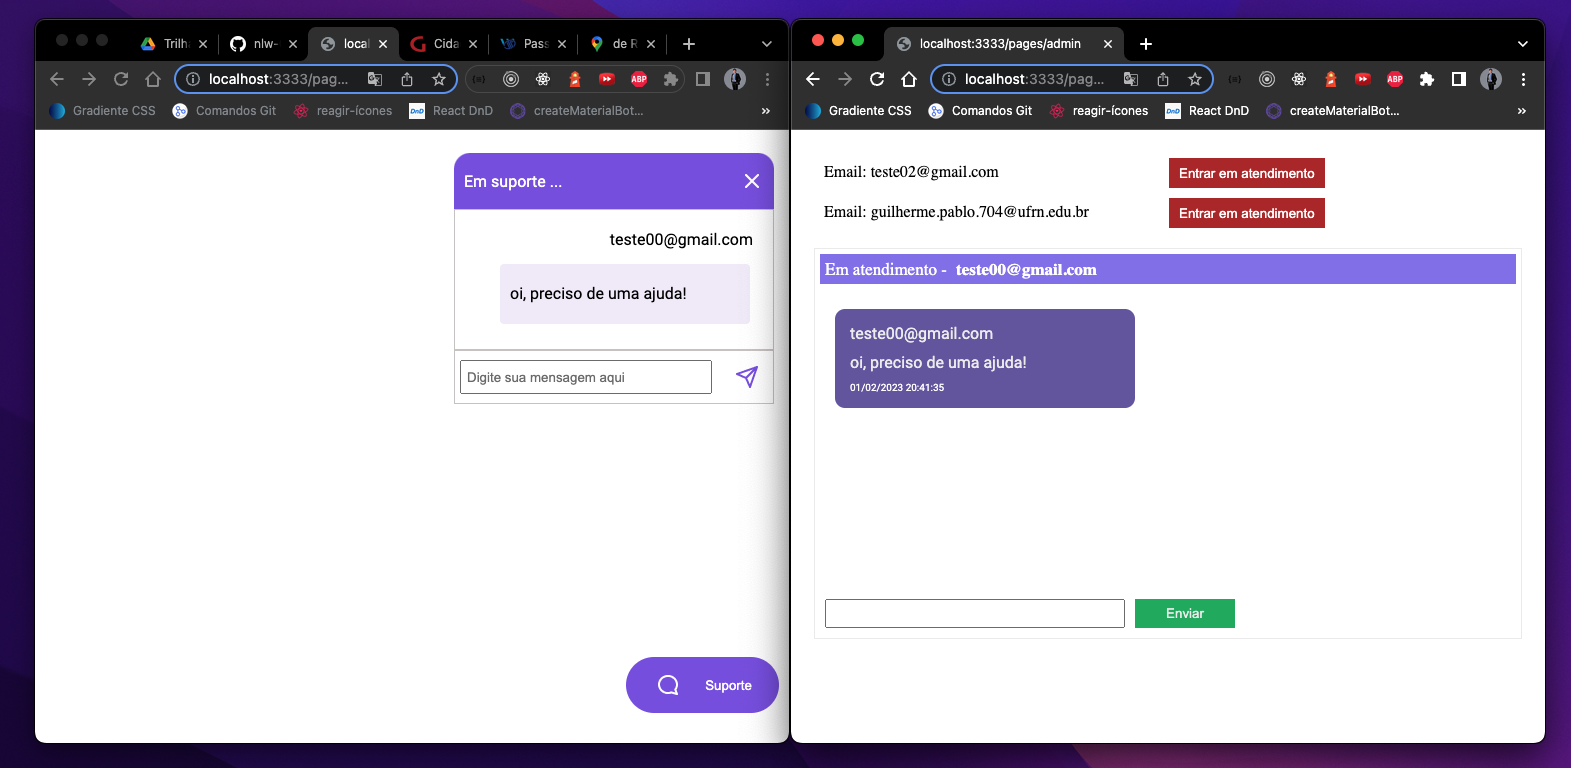 Trilh
nlw-
local
Cida
Pass
de R
localhost:3333/pag...
Gradiente CSS
Comandos Git
reagir-ícones
DnD
React DnD
createMaterialBot...
»
Em suporte ...
teste00@gmail.com
oi, preciso de uma ajuda!
Digite sua mensagem aqui
Suporte
localhost:3333/pages/admin
localhost:3333/pag...
ABP
Gradiente CSS
Comandos Git
reagir-ícones
DnD
React DnD
createMaterialBot...
»
Email: teste02@gmail.com
Entrar em atendimento
Email: guilherme.pablo.704@ufrn.edu.br
Entrar em atendimento
Em atendimento - teste00@gmail.com
teste00@gmail.com
oi, preciso de uma ajuda!
01/02/2023 20:41:35
Enviar